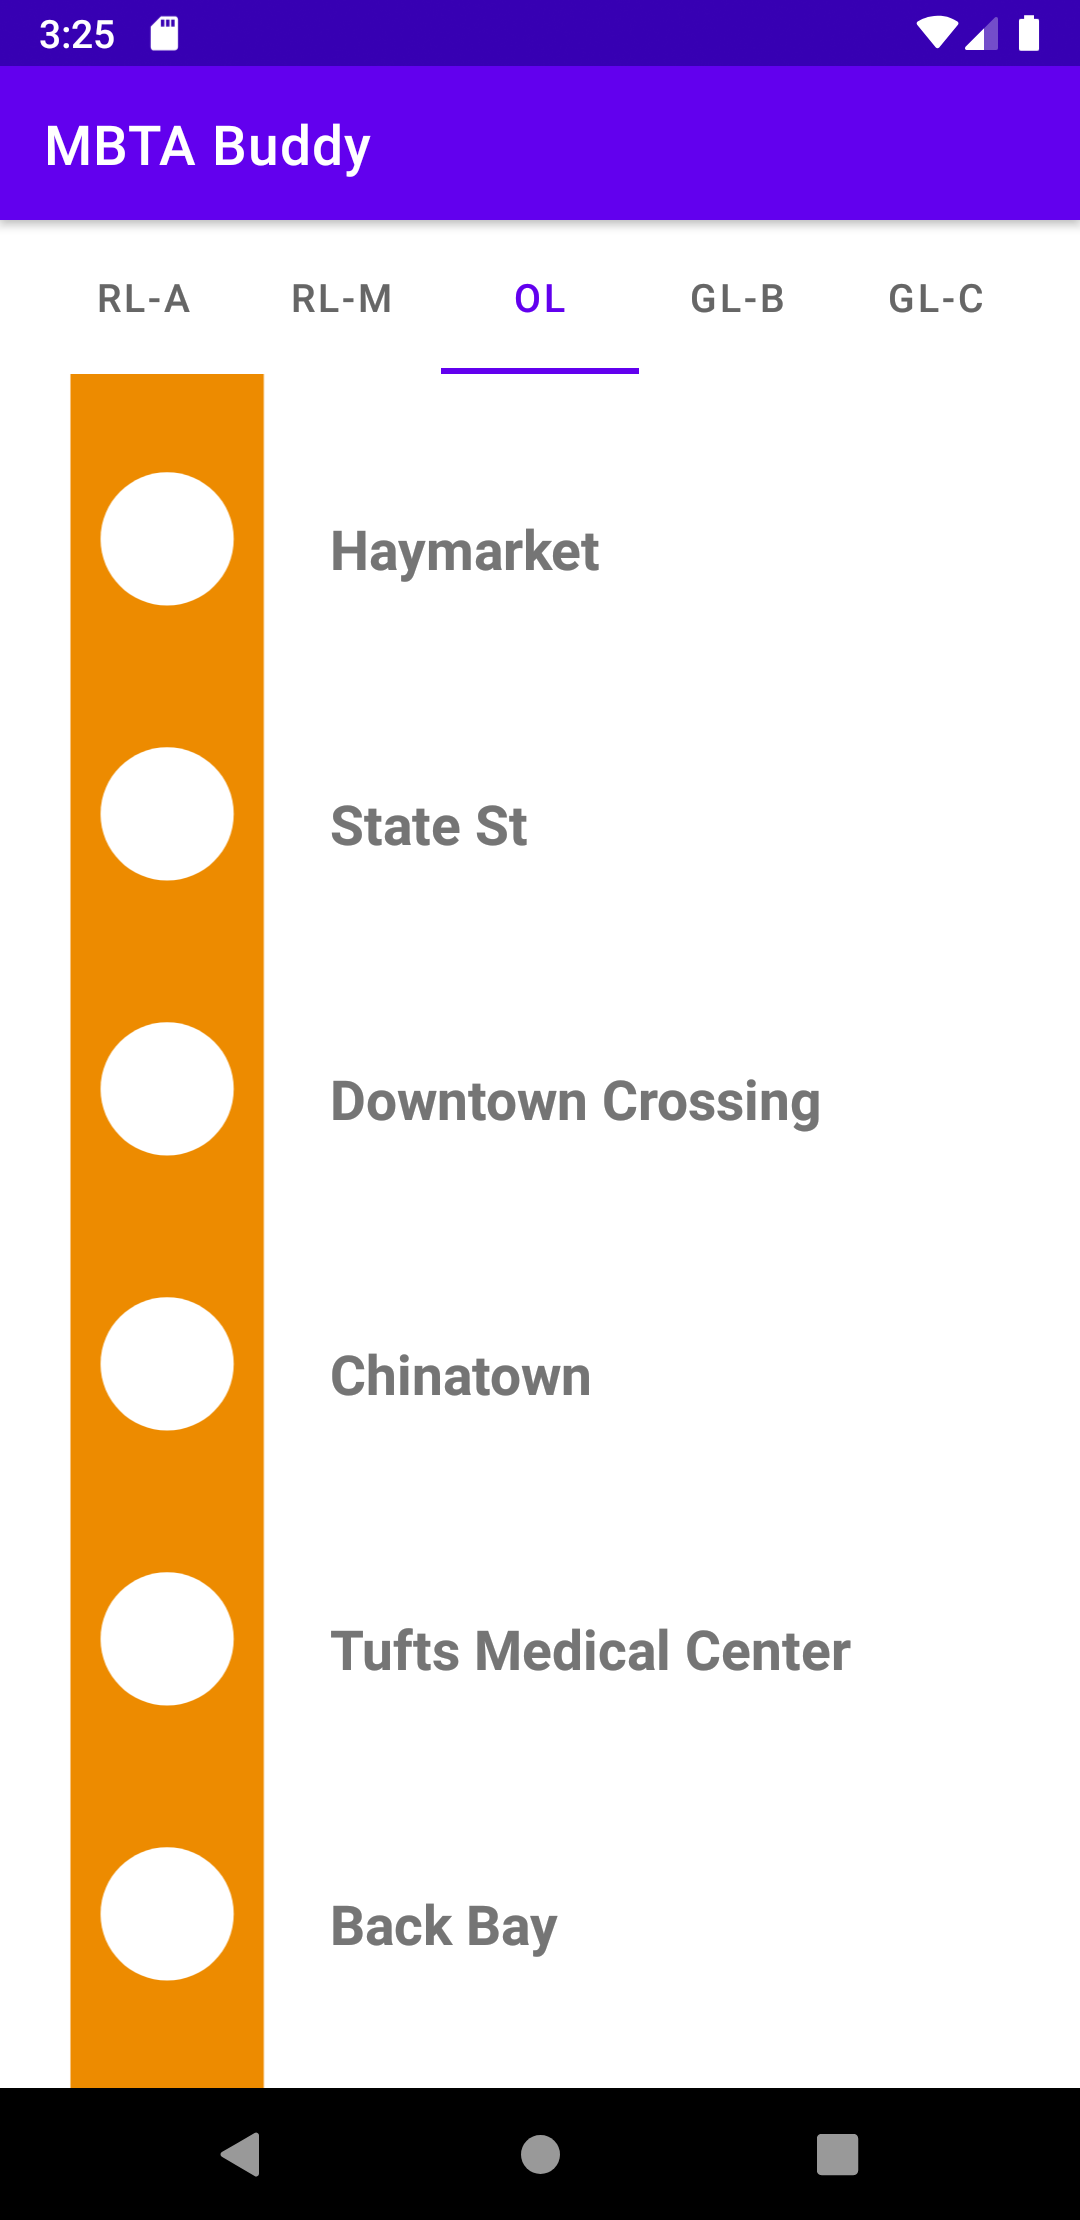 3:25
MBTA Buddy
RL-A RL-M OL GL-B GL-C
Haymarket
State St
Downtown Crossing
Chinatown
Tufts Medical Center
Back Bay